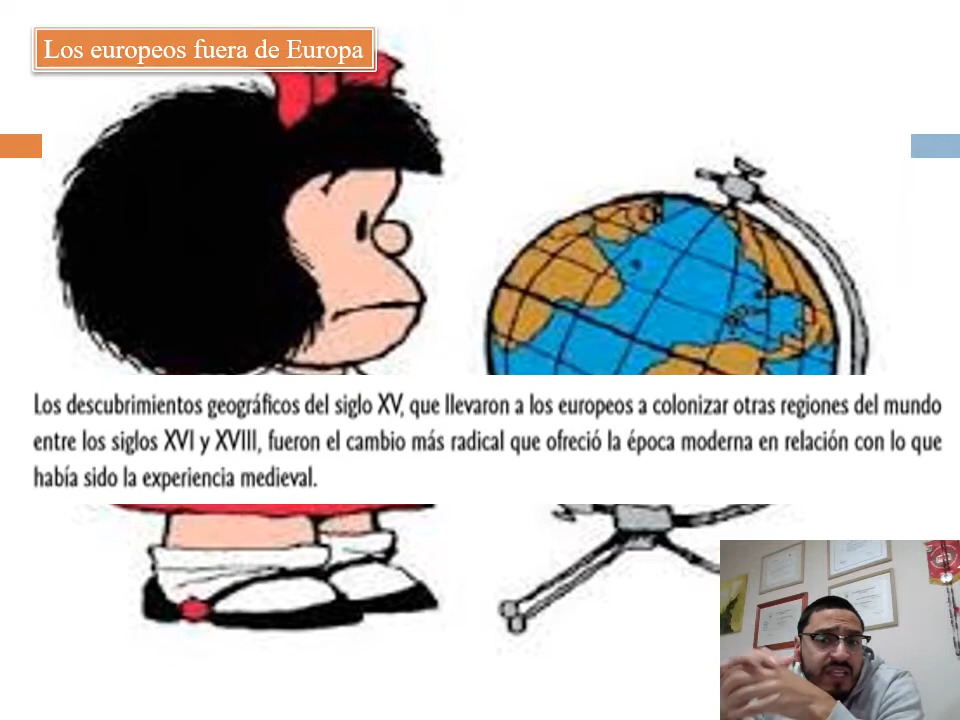 Los europeos fuera de Europa
Los descubrimientos geográficos del siglo XV, que llevaron a los europeos a colonizar otras regiones del mundo
entre los siglos XVI y XVIII, fueron el cambio más radical que ofreció la época moderna en relación con lo que
había sido la experiencia medieval.